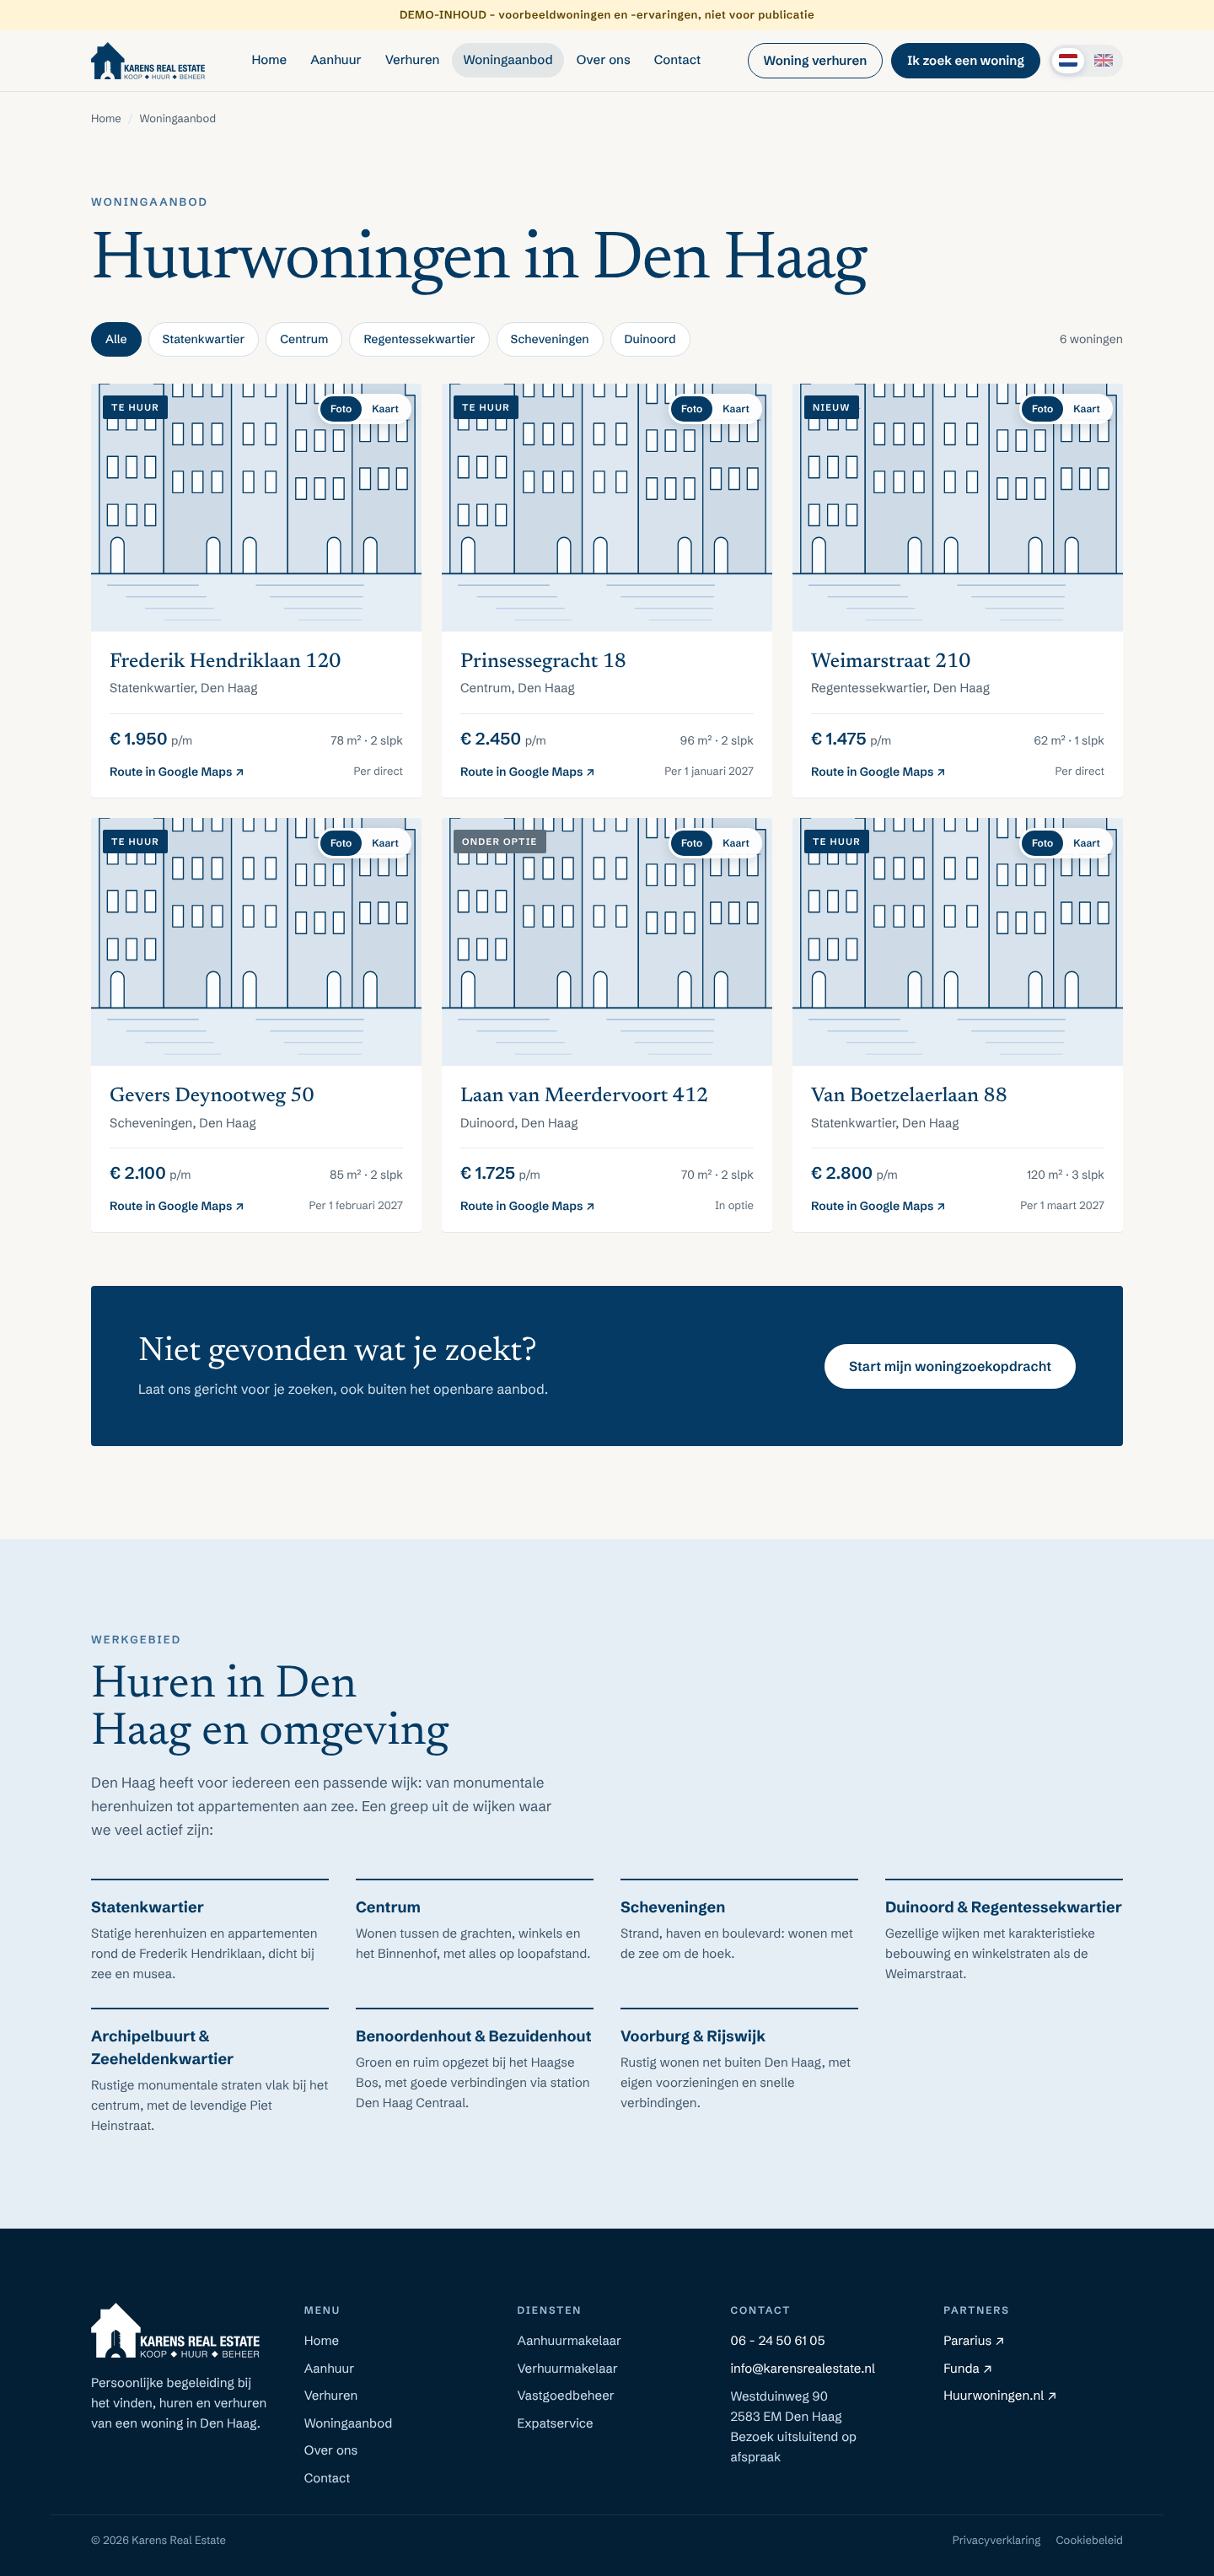 DEMO-INHOUD - voorbeeldwoningen en -ervaringen, niet voor publicatie
KARENS REAL ESTATE
KOOP ◆ HUUR ◆ BEHEER
Home Aanhuur Verhuren Woningaanbod Over ons Contact Woning verhuren Ik zoek een woning
Home / Woningaanbod
WONINGAANBOD
Huurwoningen in Den Haag
Alle Statenkwartier Centrum Regentessekwartier Scheveningen Duinoord 6 woningen
TE HUUR Foto Kaart
Frederik Hendriklaan 120
Statenkwartier, Den Haag
€ 1.950 p/m 78 m² · 2 slpk
Route in Google Maps ↗ Per direct
TE HUUR Foto Kaart
Prinsessegracht 18
Centrum, Den Haag
€ 2.450 p/m 96 m² · 2 slpk
Route in Google Maps ↗ Per 1 januari 2027
NIEUW Foto Kaart
Weimarstraat 210
Regentessekwartier, Den Haag
€ 1.475 p/m 62 m² · 1 slpk
Route in Google Maps ↗ Per direct
TE HUUR Foto Kaart
Gevers Deynootweg 50
Scheveningen, Den Haag
€ 2.100 p/m 85 m² · 2 slpk
Route in Google Maps ↗ Per 1 februari 2027
ONDER OPTIE Foto Kaart
Laan van Meerdervoort 412
Duinoord, Den Haag
€ 1.725 p/m 70 m² · 2 slpk
Route in Google Maps ↗ In optie
TE HUUR Foto Kaart
Van Boetzelaerlaan 88
Statenkwartier, Den Haag
€ 2.800 p/m 120 m² · 3 slpk
Route in Google Maps ↗ Per 1 maart 2027
Niet gevonden wat je zoekt?
Laat ons gericht voor je zoeken, ook buiten het openbare aanbod.
Start mijn woningzoekopdracht
WERKGEBIED
Huren in Den
Haag en omgeving
Den Haag heeft voor iedereen een passende wijk: van monumentale
herenhuizen tot appartementen aan zee. Een greep uit de wijken waar
we veel actief zijn:
Statenkwartier
Statige herenhuizen en appartementen
rond de Frederik Hendriklaan, dicht bij
zee en musea.
Centrum
Wonen tussen de grachten, winkels en
het Binnenhof, met alles op loopafstand.
Scheveningen
Strand, haven en boulevard: wonen met
de zee om de hoek.
Duinoord & Regentessekwartier
Gezellige wijken met karakteristieke
bebouwing en winkelstraten als de
Weimarstraat.
Archipelbuurt &
Zeeheldenkwartier
Rustige monumentale straten vlak bij het
centrum, met de levendige Piet
Heinstraat.
Benoordenhout & Bezuidenhout
Groen en ruim opgezet bij het Haagse
Bos, met goede verbindingen via station
Den Haag Centraal.
Voorburg & Rijswijk
Rustig wonen net buiten Den Haag, met
eigen voorzieningen en snelle
verbindingen.
KARENS REAL ESTATE
KOOP ◆ HUUR ◆ BEHEER
Persoonlijke begeleiding bij
het vinden, huren en verhuren
van een woning in Den Haag.
MENU
Home
Aanhuur
Verhuren
Woningaanbod
Over ons
Contact
DIENSTEN
Aanhuurmakelaar
Verhuurmakelaar
Vastgoedbeheer
Expatservice
CONTACT
06 - 24 50 61 05
info@karensrealestate.nl
Westduinweg 90
2583 EM Den Haag
Bezoek uitsluitend op
afspraak
PARTNERS
Pararius ↗
Funda ↗
Huurwoningen.nl ↗
© 2026 Karens Real Estate Privacyverklaring Cookiebeleid